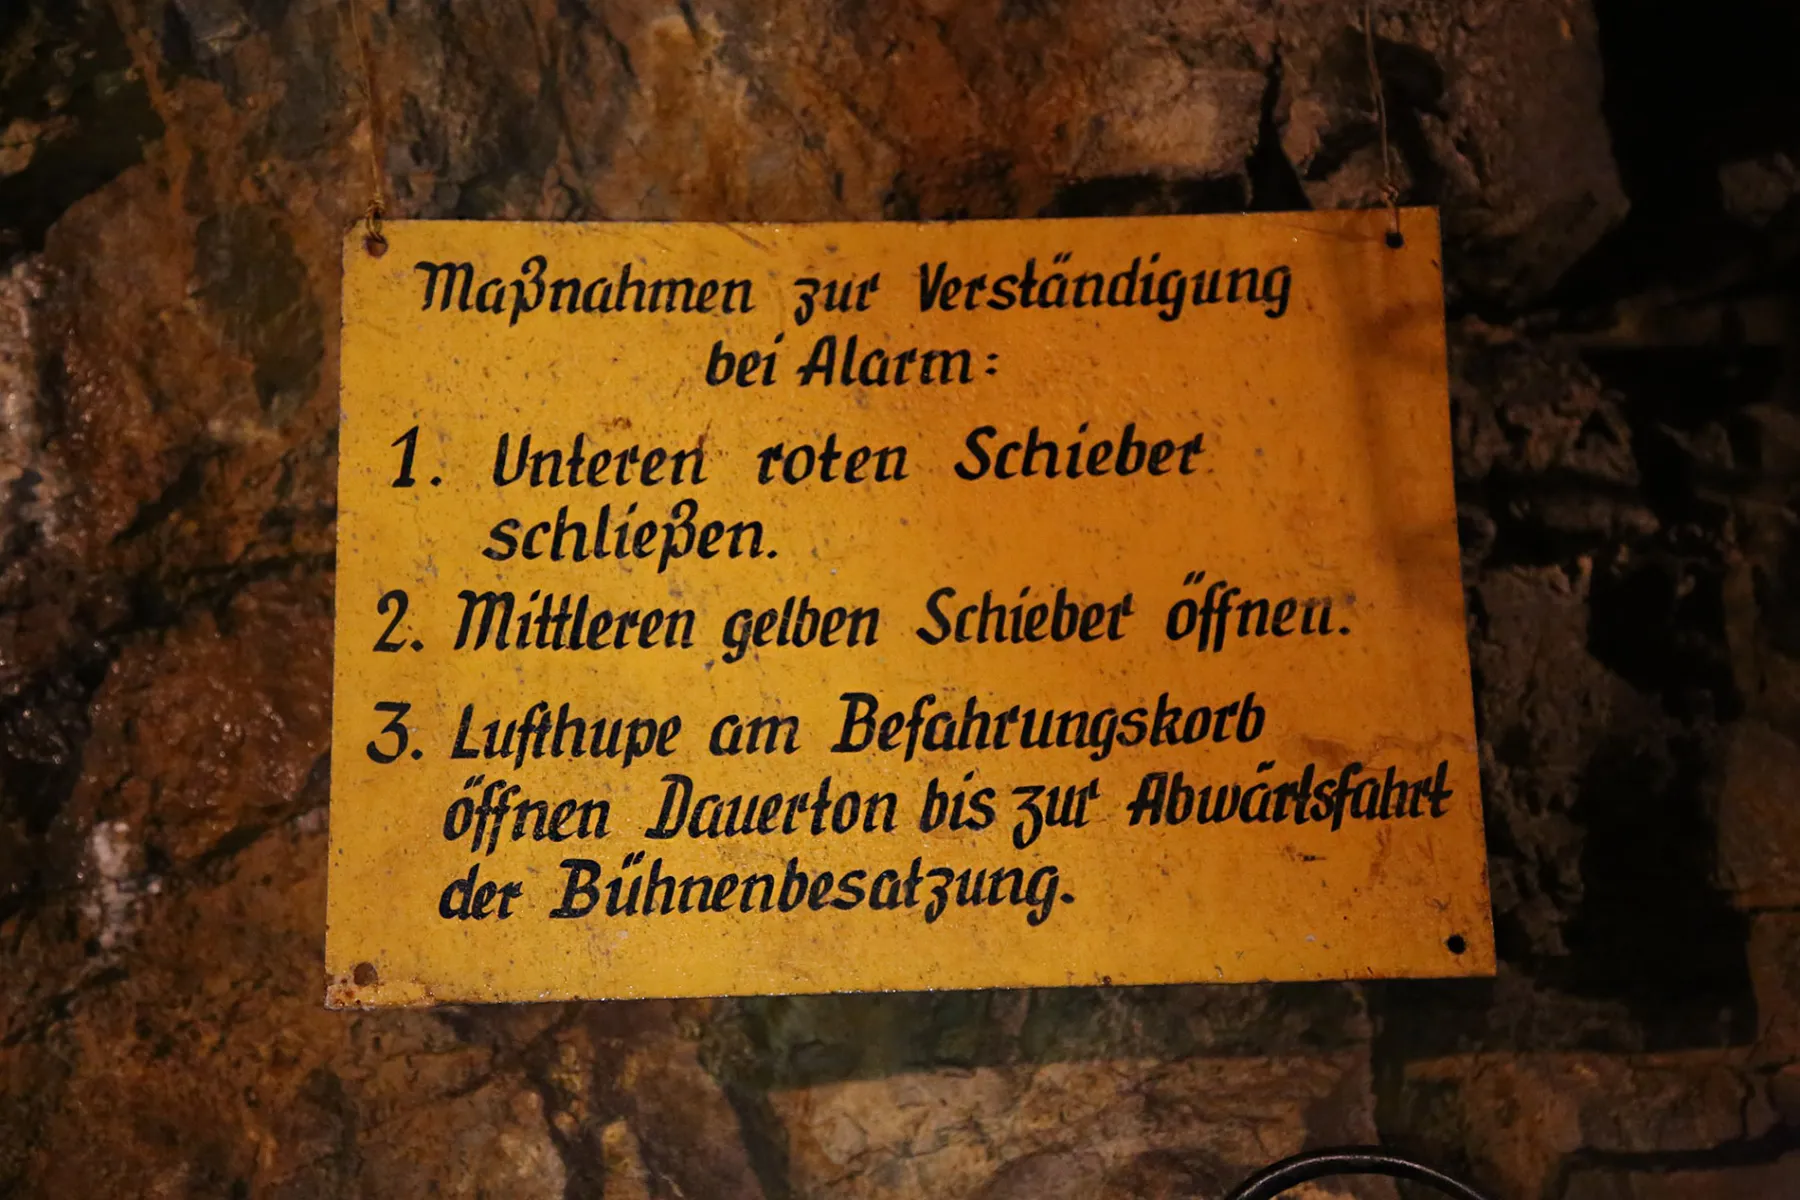 Maßnahmen zur Verständigung
bei Alarm:
1. Unteren roten Schieber
schließen.
2. Mittleren gelben Schieber öffnen.
3. Lufthupe am Befahrungskorb
öffnen Dauerton bis zur Abwärtsfahrt
der Bühnenbesatzung.